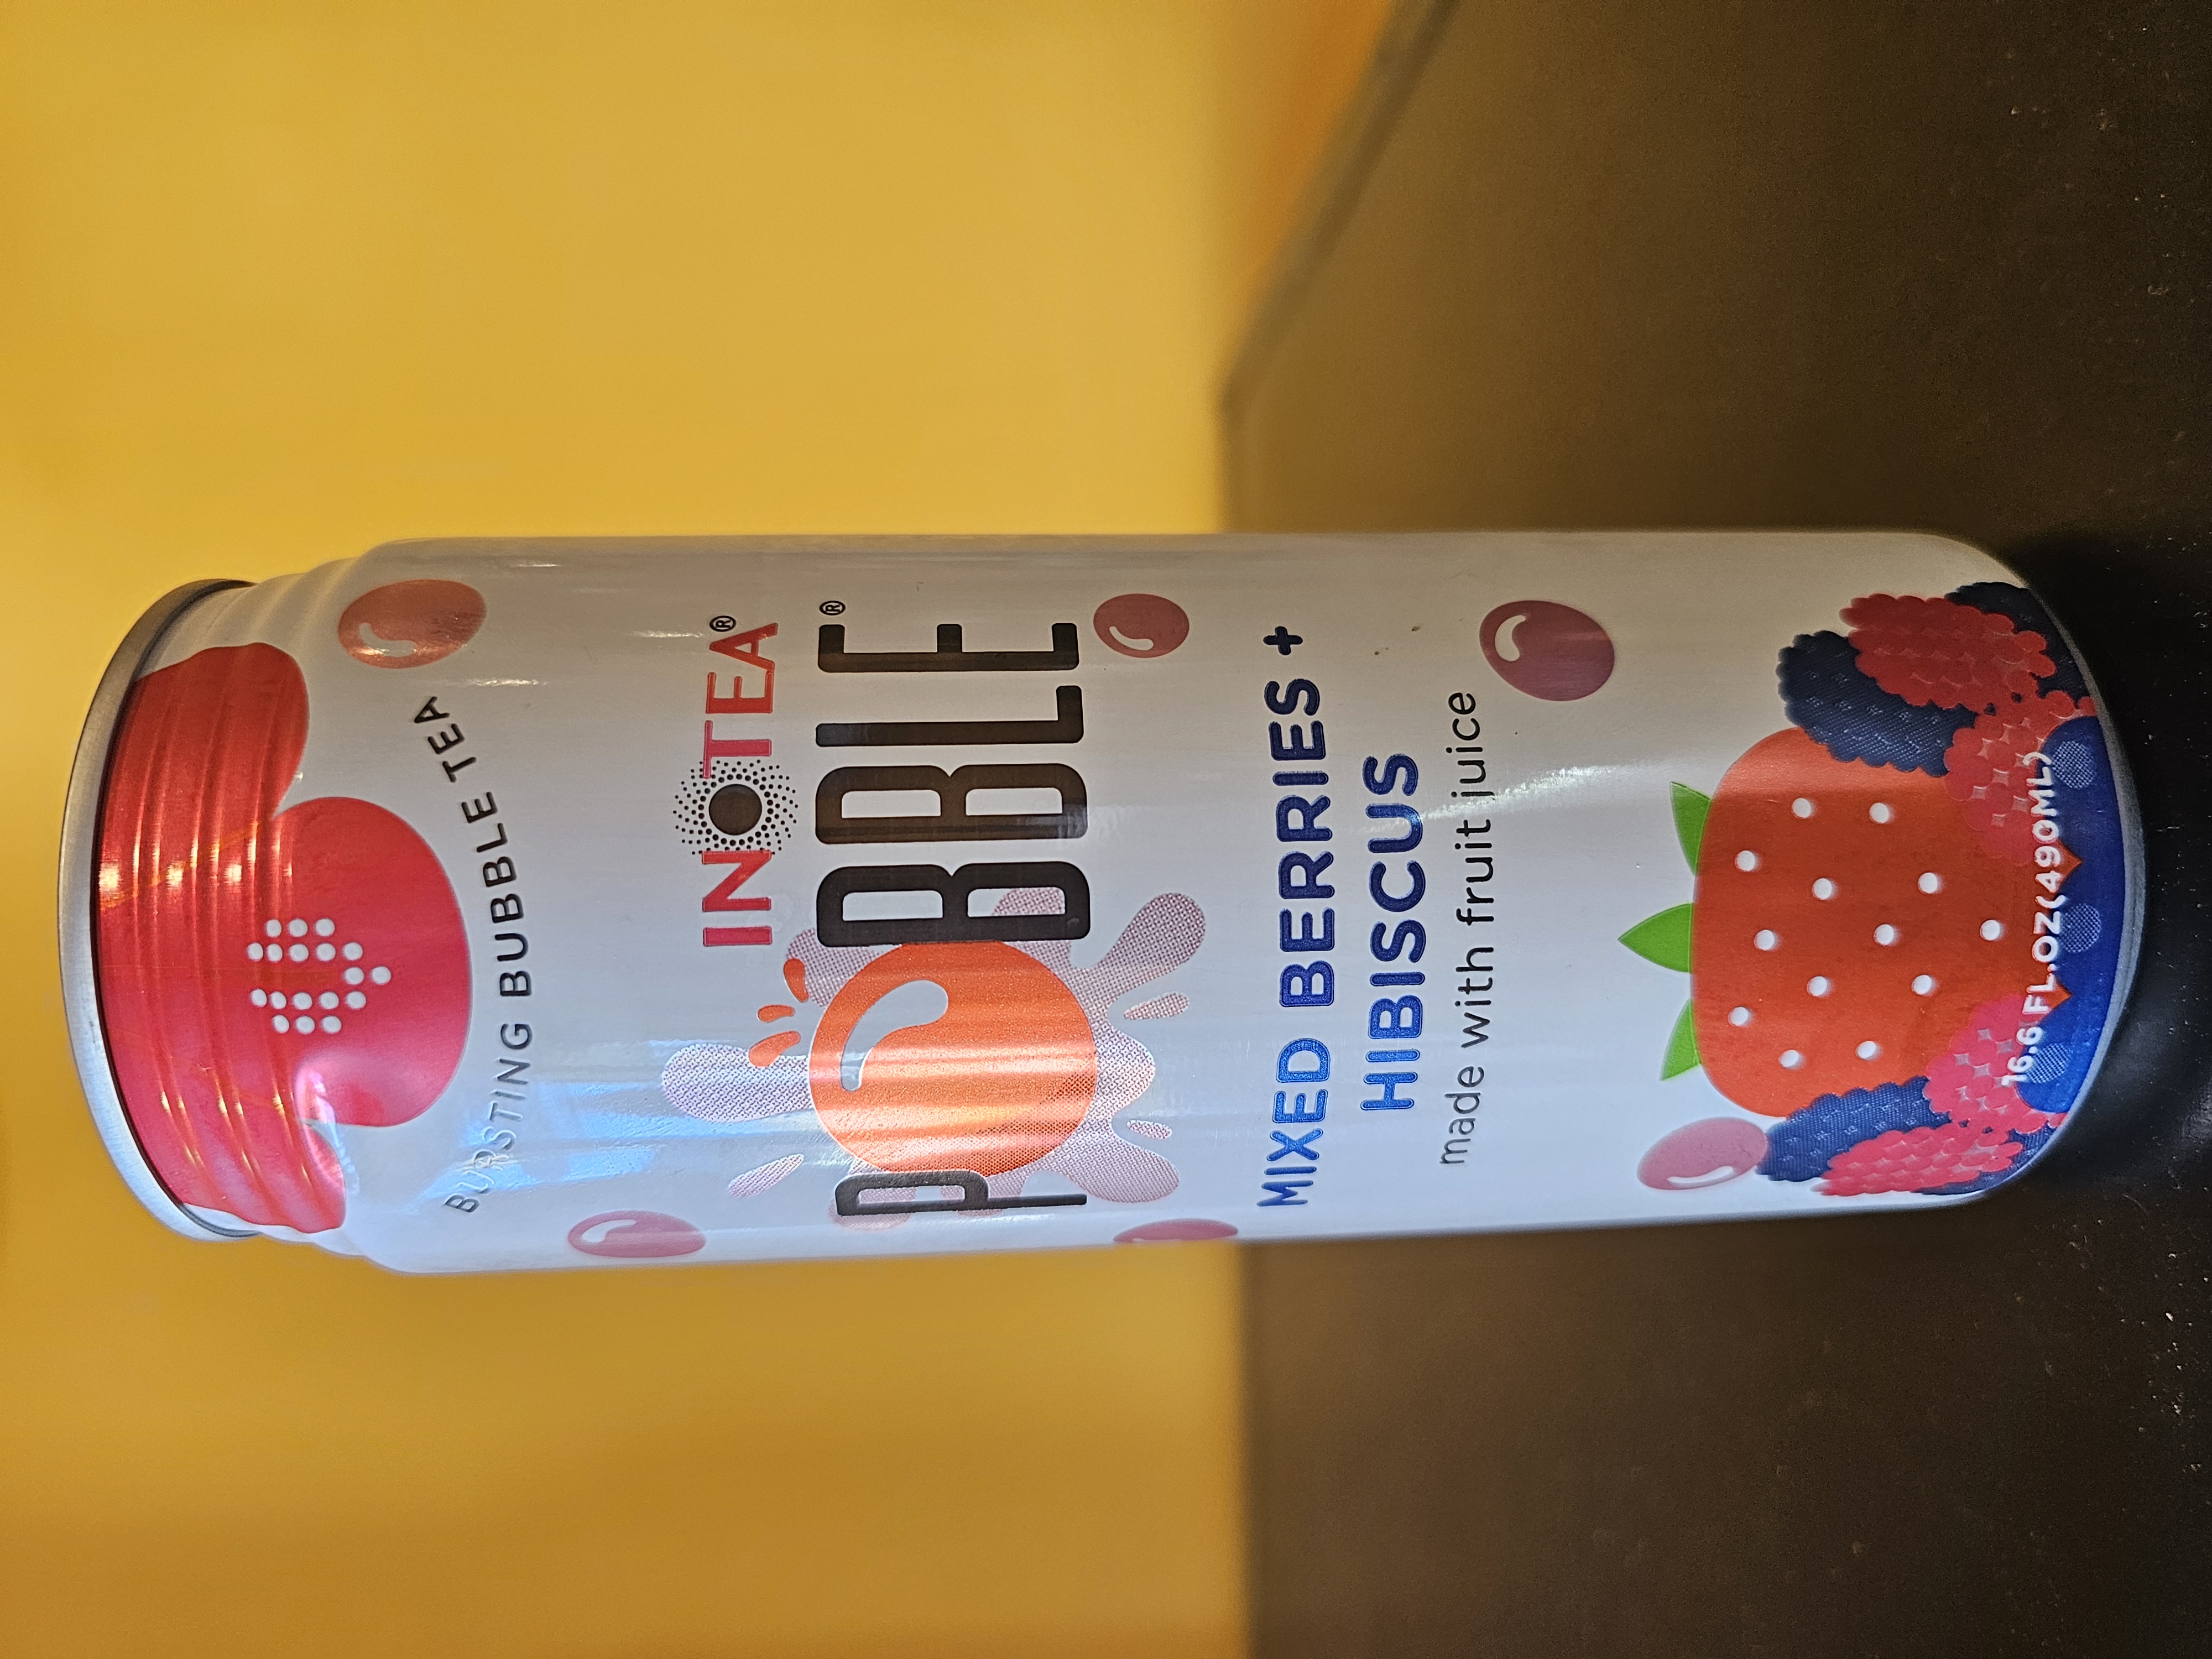 BURSTING BUBBLE TEA
INOTEA®
POBBLE®
MIXED BERRIES +
HIBISCUS
made with fruit juice
16.6 FL.OZ(490ML)